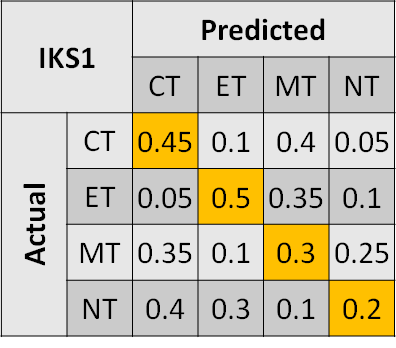 IKS1 Predicted
CT ET MT NT
Actual
CT 0.45 0.1 0.4 0.05
ET 0.05 0.5 0.35 0.1
MT 0.35 0.1 0.3 0.25
NT 0.4 0.3 0.1 0.2